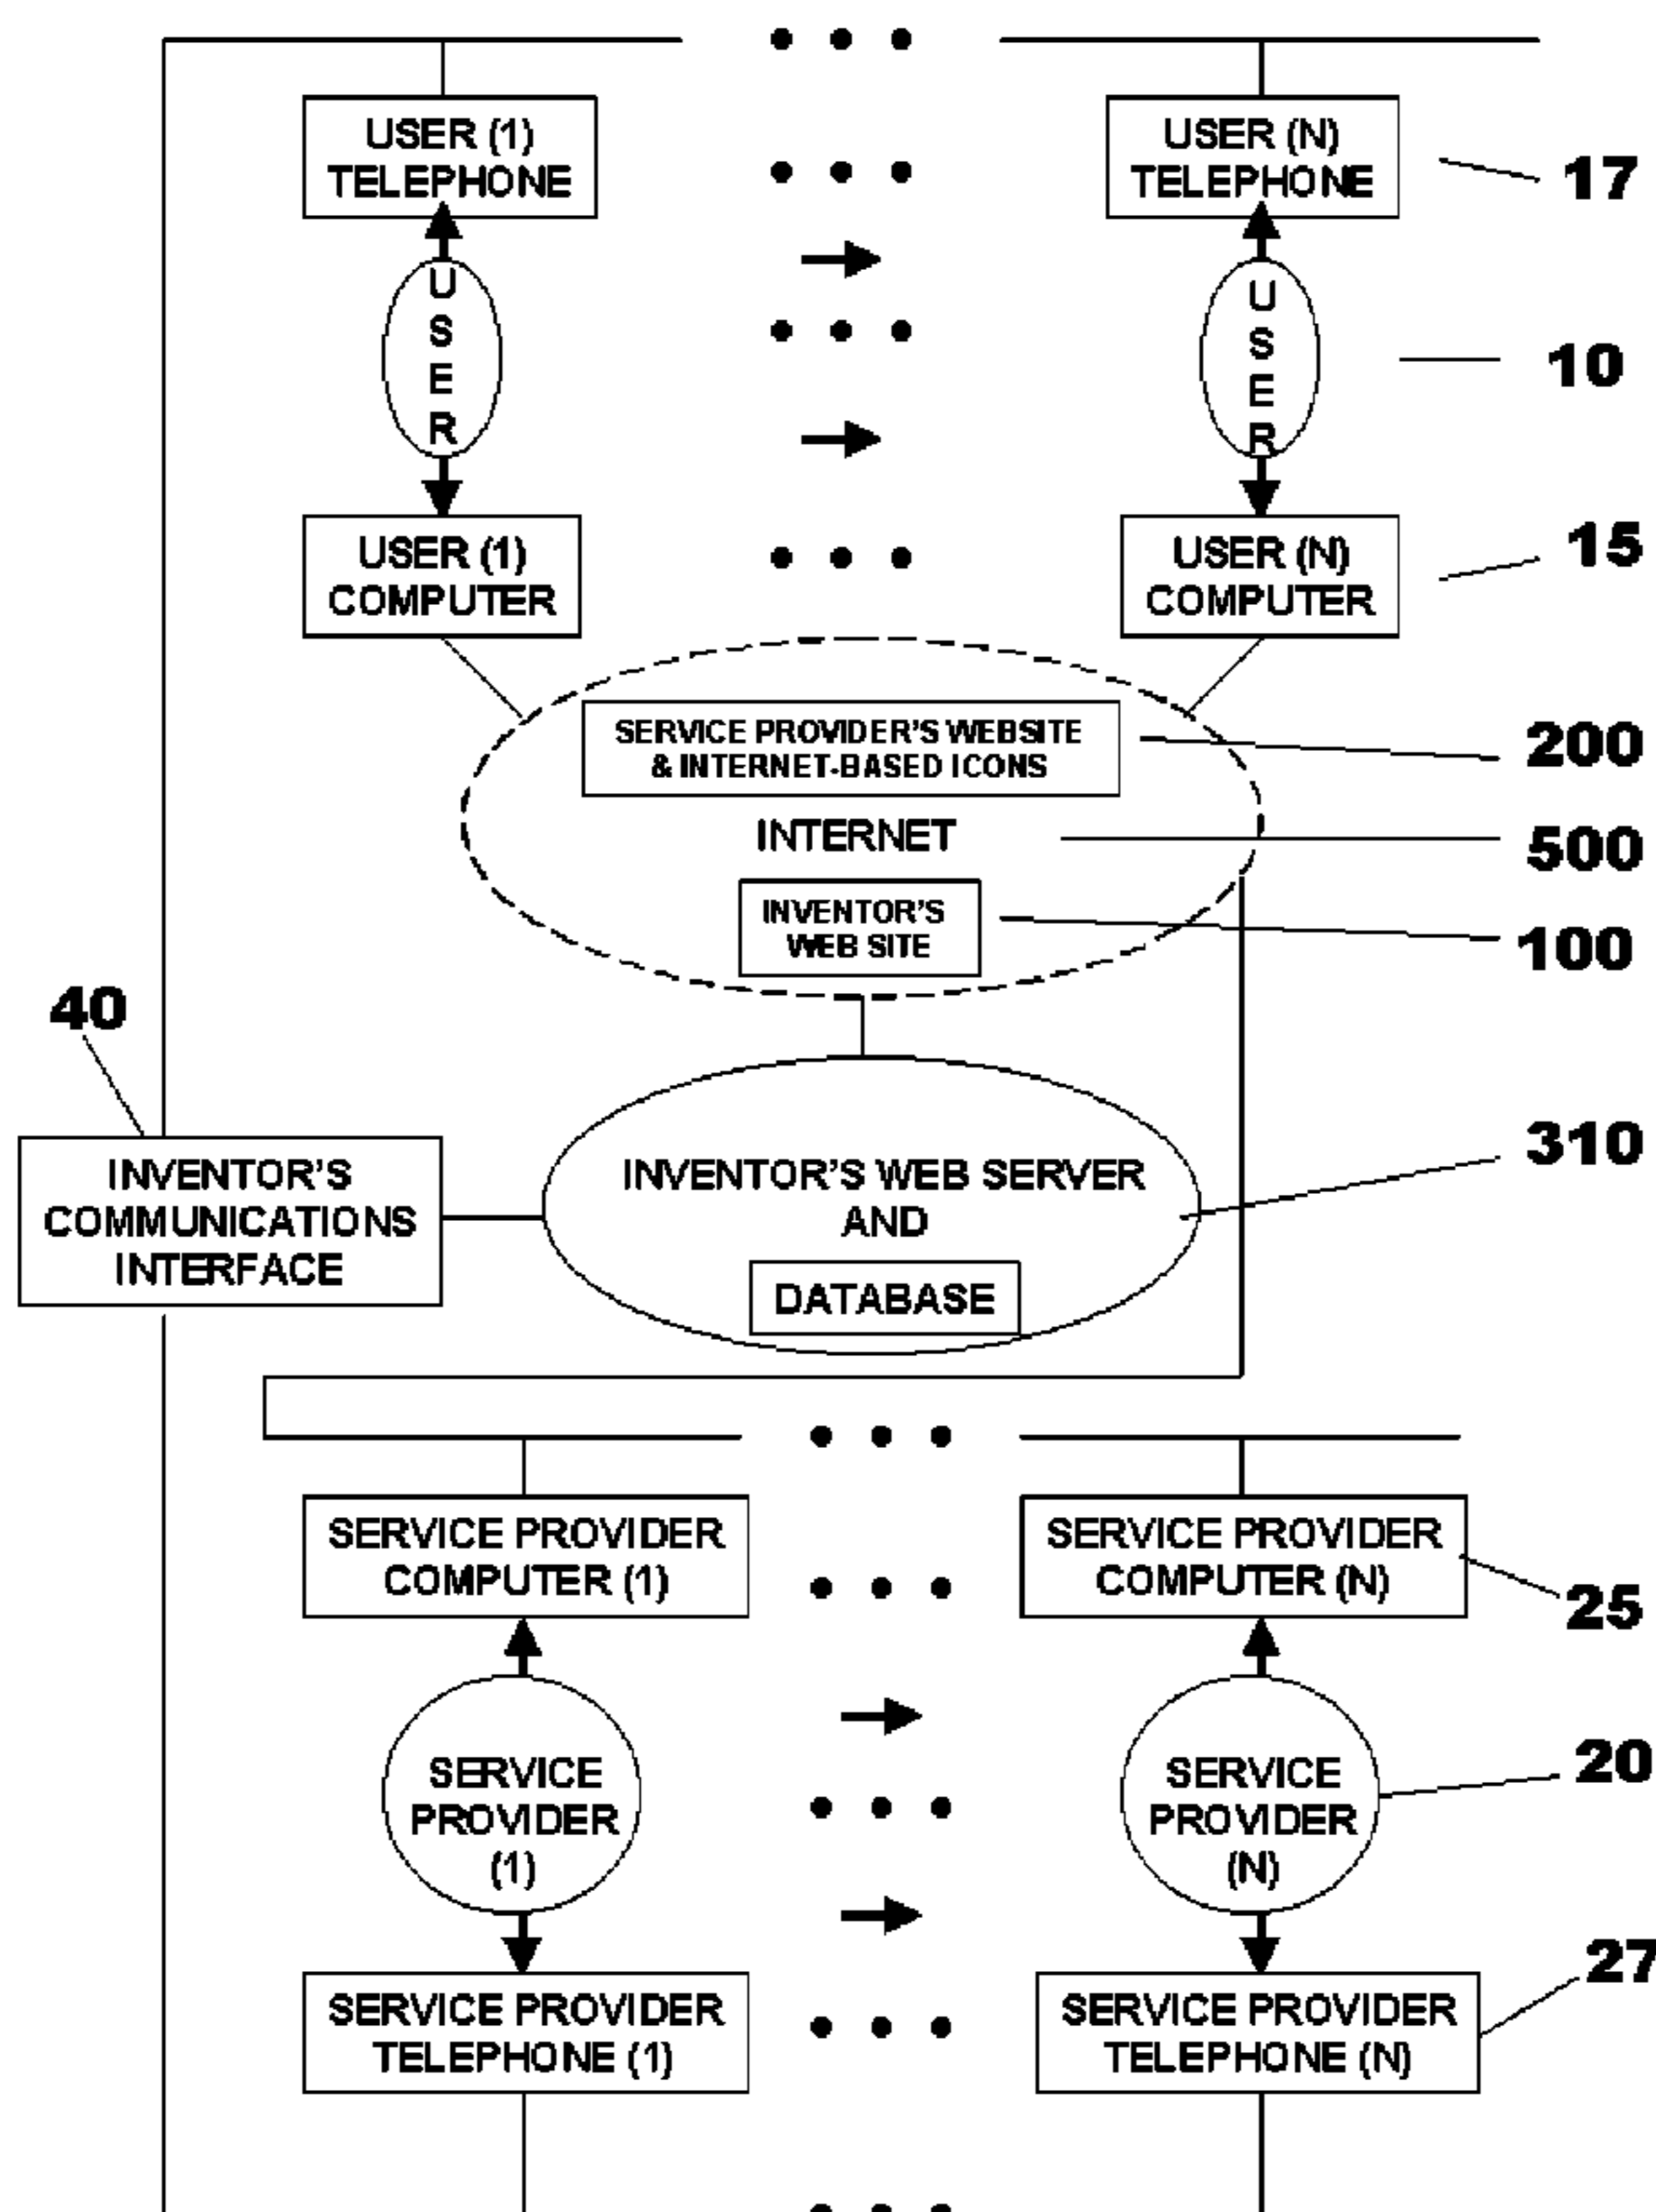 USER (1)
TELEPHONE
USER (N)
TELEPHONE
17
U
S
E
R
U
S
E
R
10
USER (1)
COMPUTER
USER (N)
COMPUTER
15
SERVICE PROVIDER'S WEBSITE
& INTERNET-BASED ICONS
200
INTERNET
500
INVENTOR'S
WEB SITE
100
40
INVENTOR'S
COMMUNICATIONS
INTERFACE
INVENTOR'S WEB SERVER
AND
DATABASE
310
SERVICE PROVIDER
COMPUTER (1)
SERVICE PROVIDER
COMPUTER (N)
25
SERVICE
PROVIDER
(1)
SERVICE
PROVIDER
(N)
20
SERVICE PROVIDER
TELEPHONE (1)
SERVICE PROVIDER
TELEPHONE (N)
27